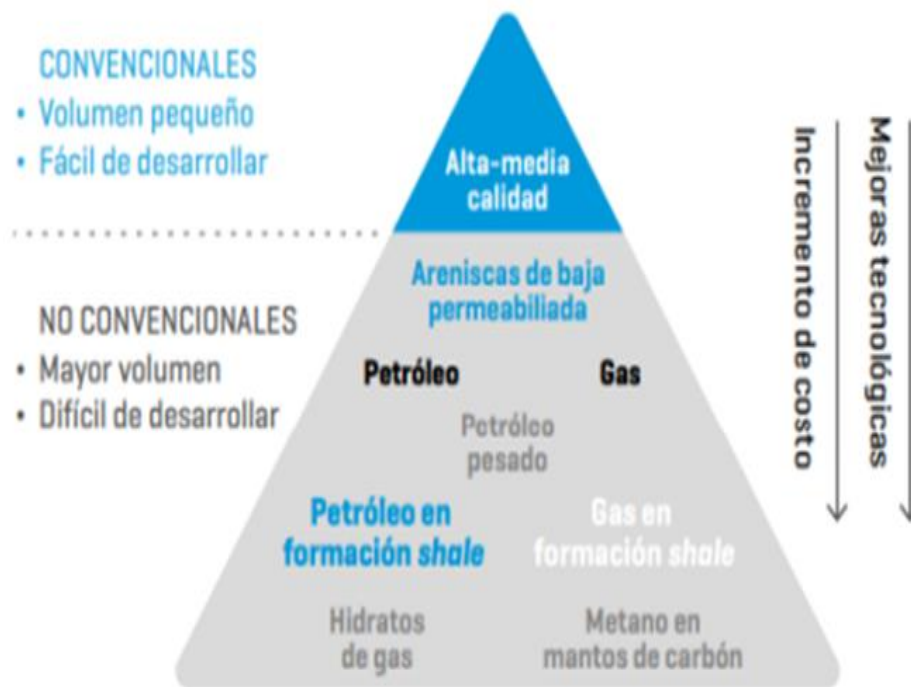 CONVENCIONALES
• Volumen pequeño
• Fácil de desarrollar
Alta-media
calidad
Areniscas de baja
permeabiliada
NO CONVENCIONALES
• Mayor volumen
• Difícil de desarrollar
Petróleo
Gas
Petróleo
pesado
Petróleo en
formación shale
Gas en
formación shale
Hidratos
de gas
Metano en
mantos de carbón
Incremento de costo
Mejoras tecnológicas